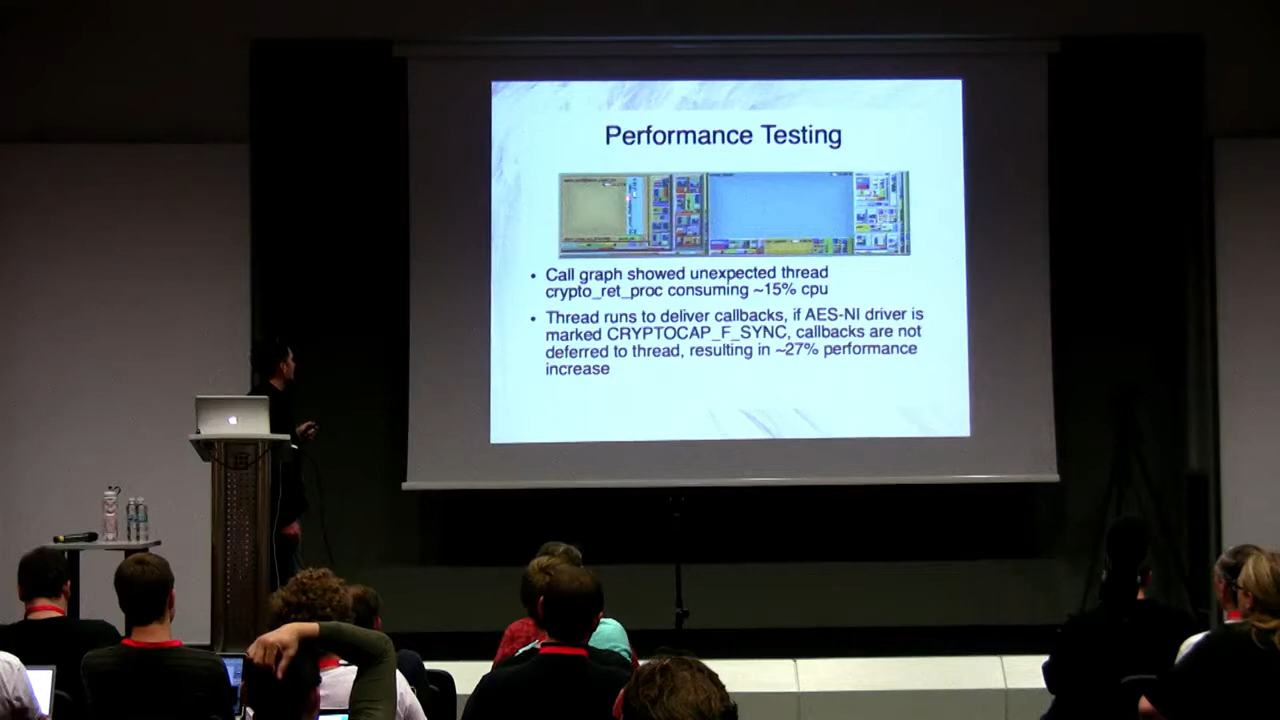 Performance Testing
• Call graph showed unexpected thread
crypto_ret_proc consuming ~15% cpu
• Thread runs to deliver callbacks, if AES-NI driver is
marked CRYPTOCAP_F_SYNC, callbacks are not
deferred to thread, resulting in ~27% performance
increase